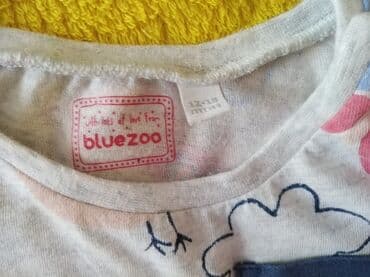 with lots of love from
bluezoo
12-18